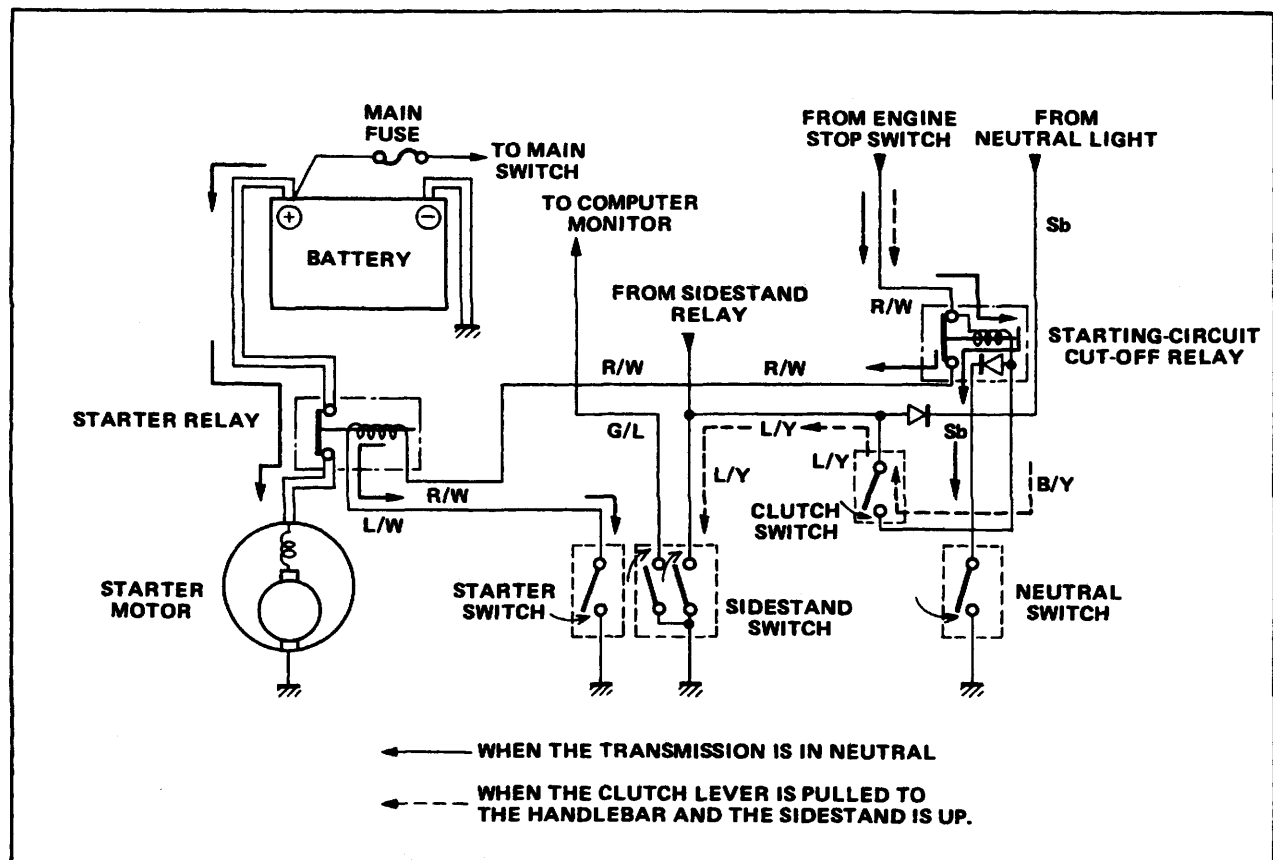 MAIN
FUSE
TO MAIN
SWITCH
FROM ENGINE
STOP SWITCH
FROM
NEUTRAL LIGHT
TO COMPUTER
MONITOR
Sb
+
−
BATTERY
FROM SIDESTAND
RELAY
R/W
STARTING-CIRCUIT
CUT-OFF RELAY
R/W
R/W
STARTER RELAY
G/L
L/Y
Sb
L/Y
L/Y
B/Y
R/W
CLUTCH
SWITCH
L/W
STARTER
MOTOR
STARTER
SWITCH
SIDESTAND
SWITCH
NEUTRAL
SWITCH
WHEN THE TRANSMISSION IS IN NEUTRAL
WHEN THE CLUTCH LEVER IS PULLED TO
THE HANDLEBAR AND THE SIDESTAND IS UP.